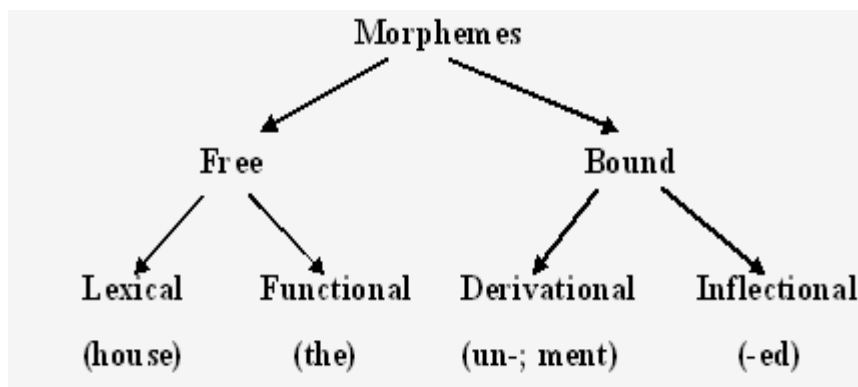 Morphemes
Free Bound
Lexical Functional Derivational Inflectional
(house) (the) (un-; ment) (-ed)